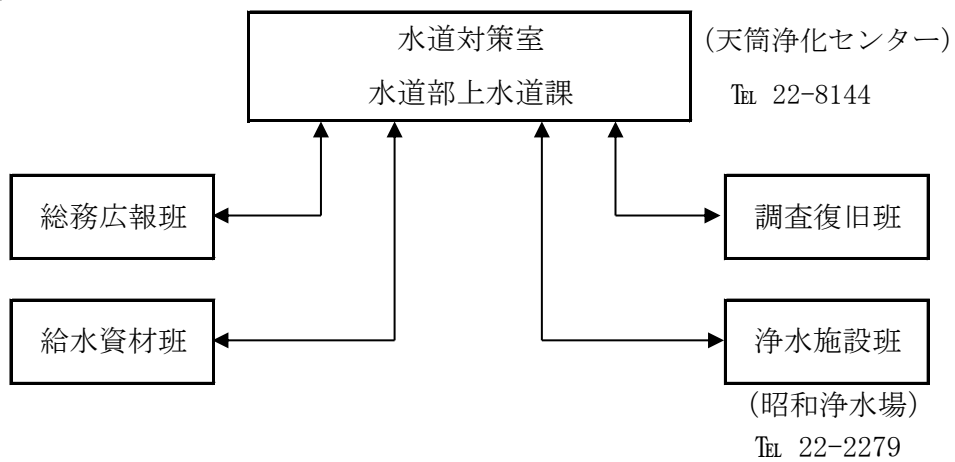 水道対策室
(天筒浄化センター)
水道部上水道課
℡ 22-8144
総務広報班
調査復旧班
給水資材班
浄水施設班
(昭和浄水場)
℡ 22-2279